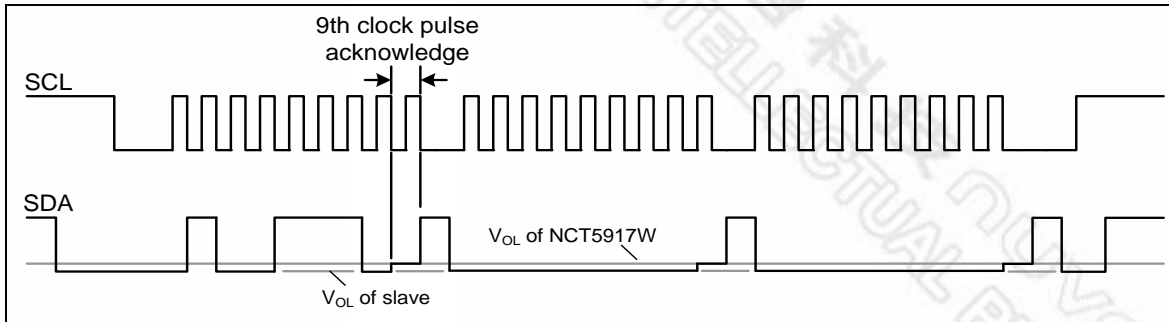 9th clock pulse
acknowledge
SCL
SDA
VOL of NCT5917W
VOL of slave